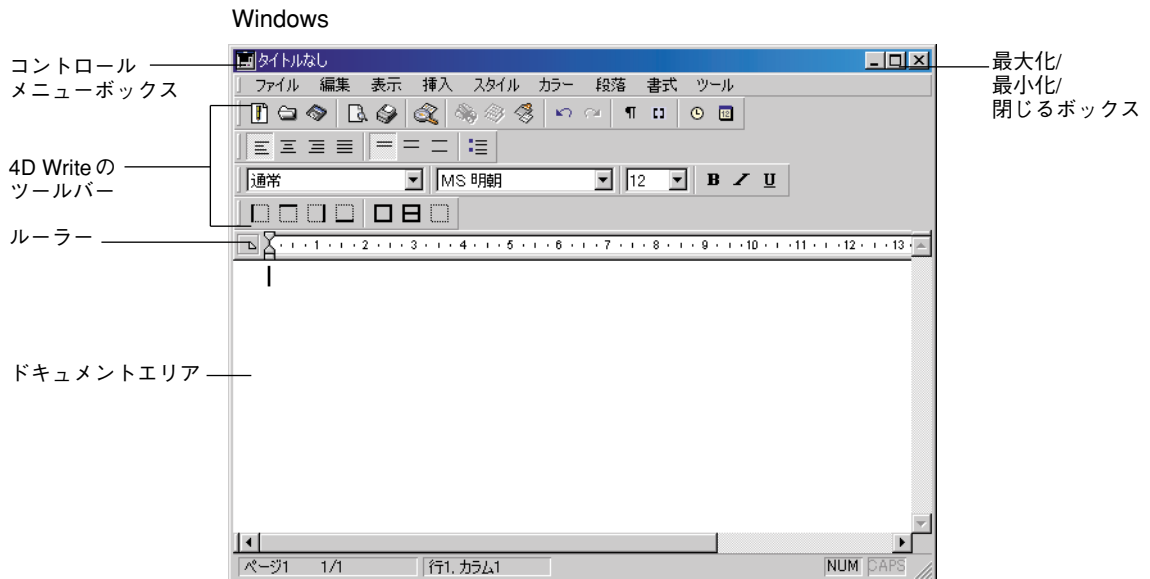 Windows
コントロール
メニューボックス
タイトルなし
最大化/
最小化/
閉じるボックス
ファイル 編集 表示 挿入 スタイル カラー 段落 書式 ツール
4D Writeの
ツールバー
通常 MS 明朝 12 B I U
ルーラー
1 2 3 4 5 6 7 8 9 10 11 12 13
ドキュメントエリア
ページ1 1/1 行1, カラム1 NUM CAPS